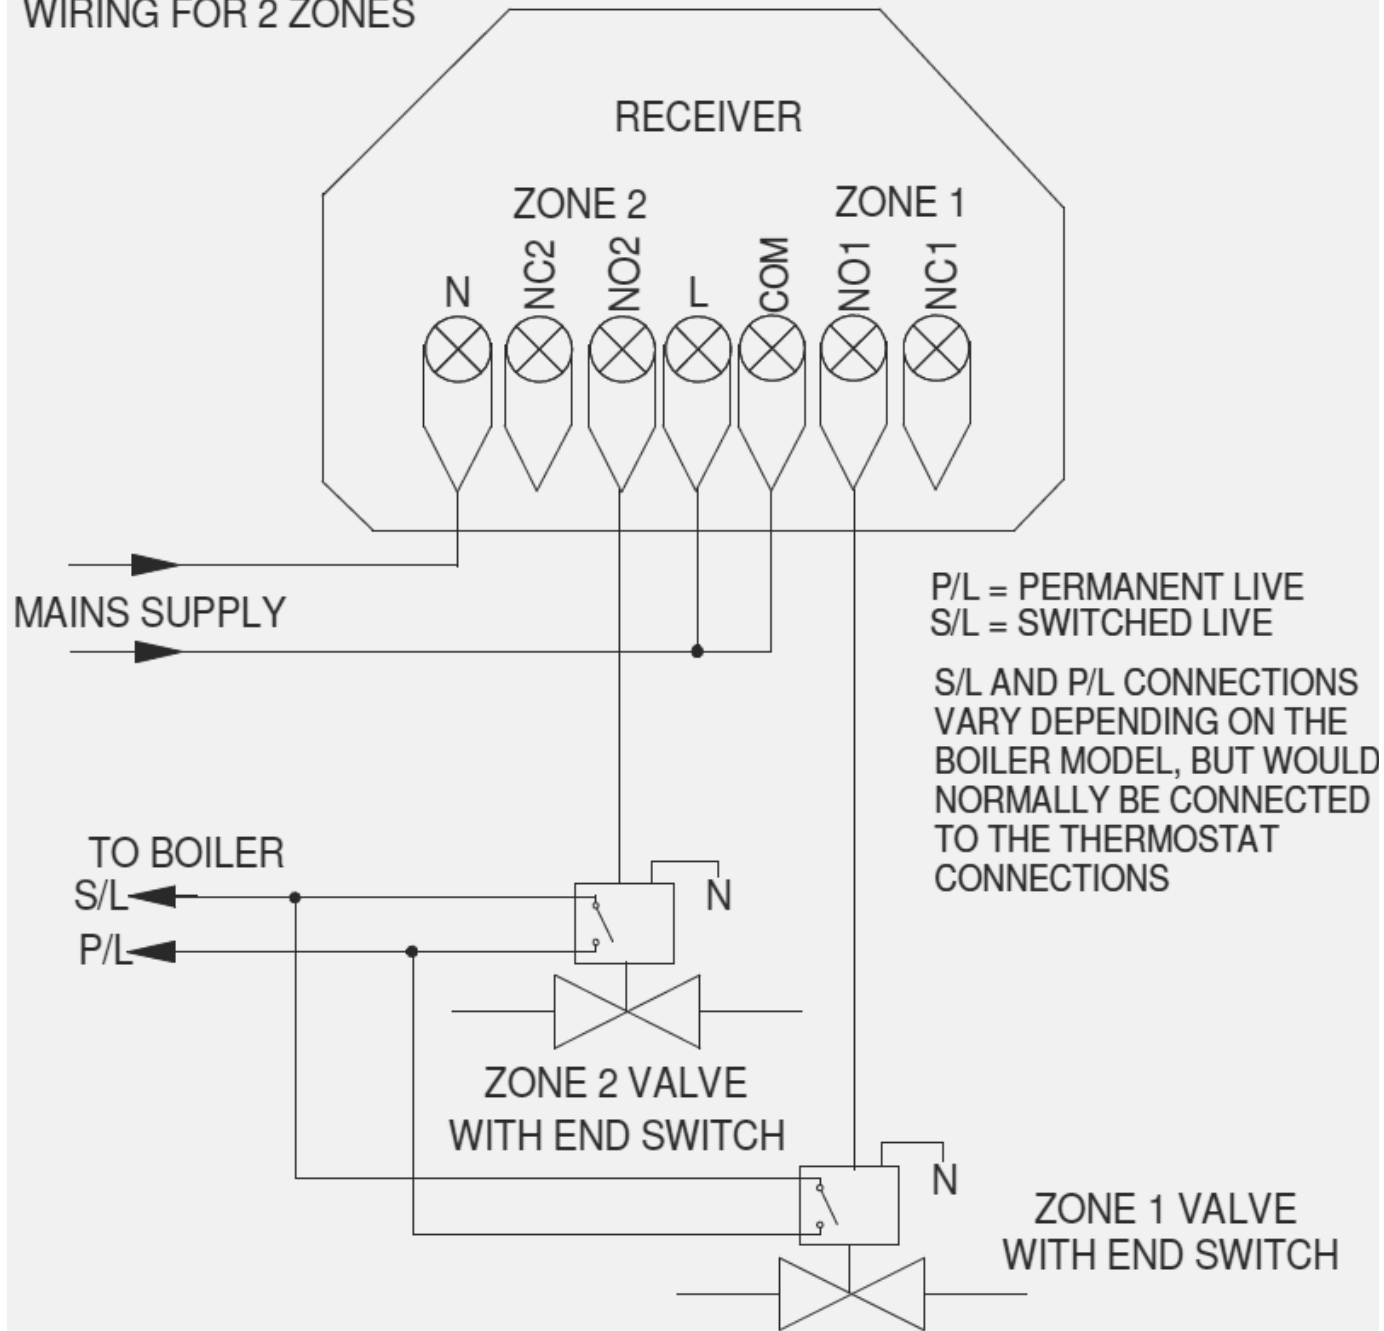 WIRING FOR 2 ZONES
RECEIVER
ZONE 2
ZONE 1
N
NC2
NO2
L
COM
NO1
NC1
MAINS SUPPLY
P/L = PERMANENT LIVE
S/L = SWITCHED LIVE
S/L AND P/L CONNECTIONS
VARY DEPENDING ON THE
BOILER MODEL, BUT WOULD
NORMALLY BE CONNECTED
TO THE THERMOSTAT
CONNECTIONS
TO BOILER
S/L
P/L
N
ZONE 2 VALVE
WITH END SWITCH
N
ZONE 1 VALVE
WITH END SWITCH